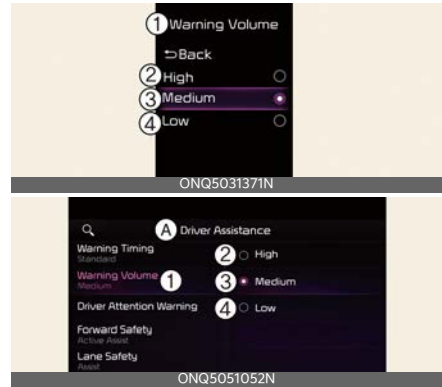 ① Warning Volume
⮌Back
② High
③ Medium
④ Low
ONQ5031371N
Ⓐ Driver Assistance
Warning Timing
Standard
② High
Warning Volume ①
Medium
③ Medium
Driver Attention Warning
④ Low
Forward Safety
Active Assist
Lane Safety
Assist
ONQ5051052N